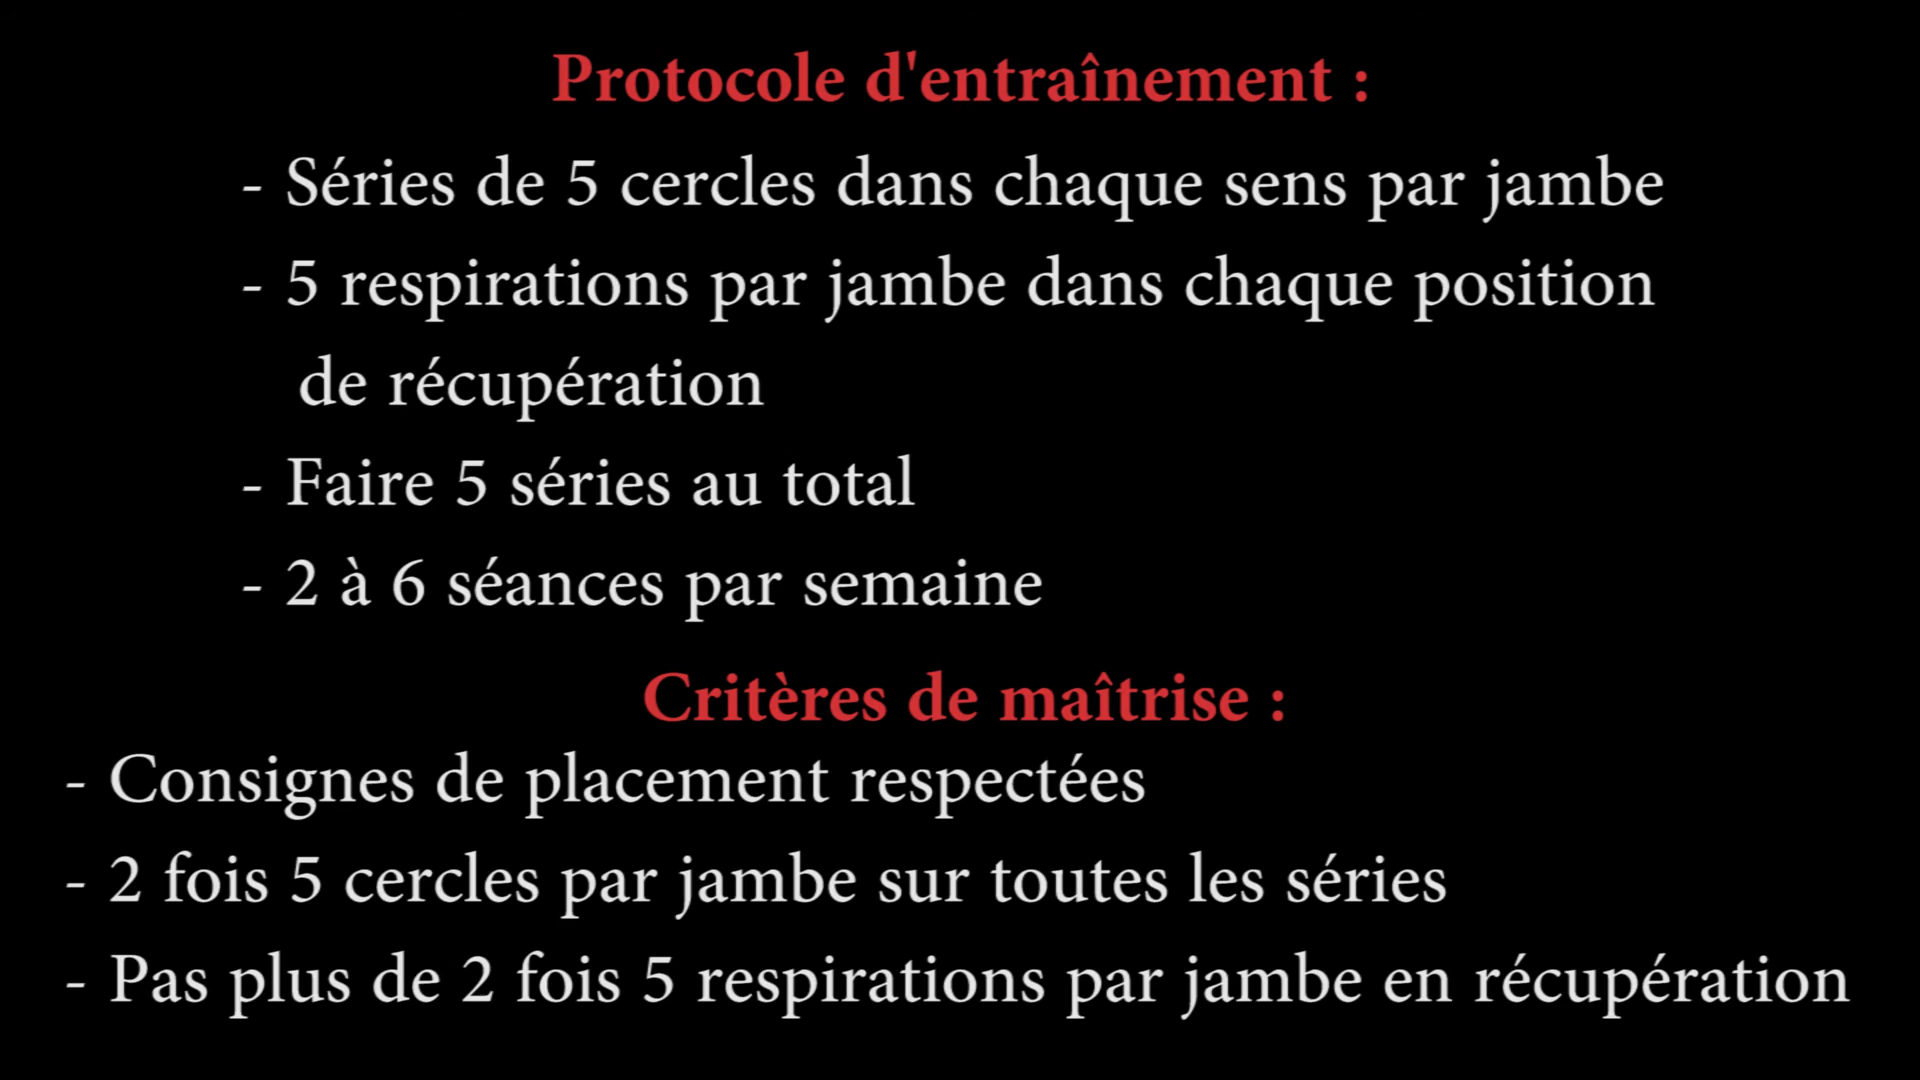 Protocole d'entraînement :
- Séries de 5 cercles dans chaque sens par jambe
- 5 respirations par jambe dans chaque position
de récupération
- Faire 5 séries au total
- 2 à 6 séances par semaine
Critères de maîtrise :
- Consignes de placement respectées
- 2 fois 5 cercles par jambe sur toutes les séries
- Pas plus de 2 fois 5 respirations par jambe en récupération